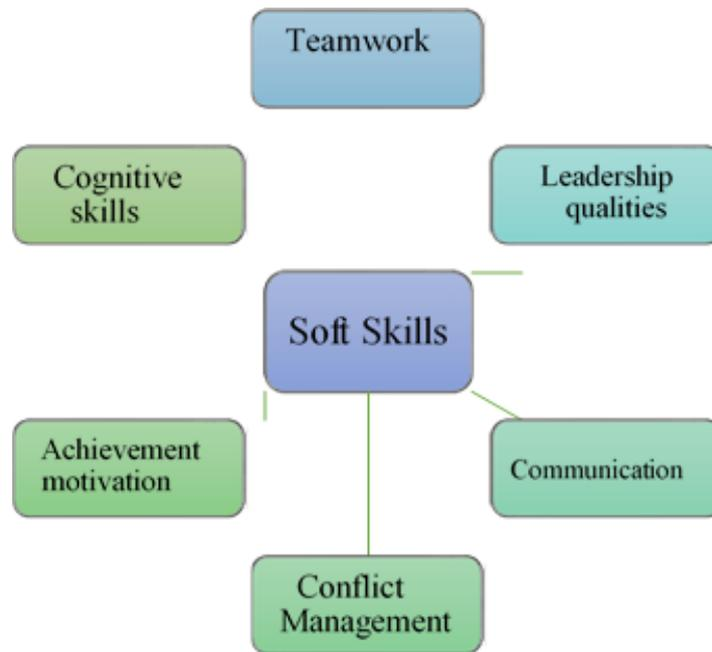 Teamwork
Cognitive
skills
Leadership
qualities
Soft Skills
Achievement
motivation
Communication
Conflict
Management